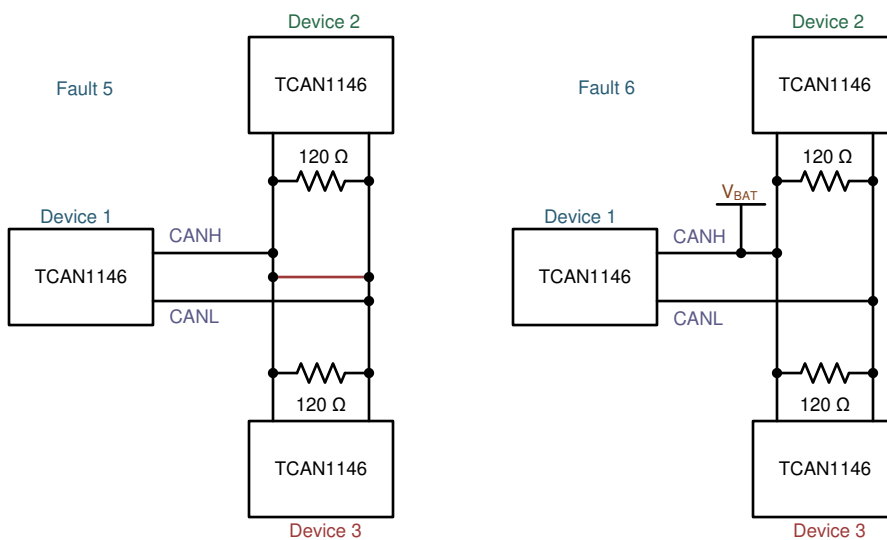 Device 2
TCAN1146
Fault 5
120 Ω
Device 1
CANH
TCAN1146
CANL
120 Ω
TCAN1146
Device 3
Device 2
TCAN1146
Fault 6
120 Ω
VBAT
Device 1
CANH
TCAN1146
CANL
120 Ω
TCAN1146
Device 3